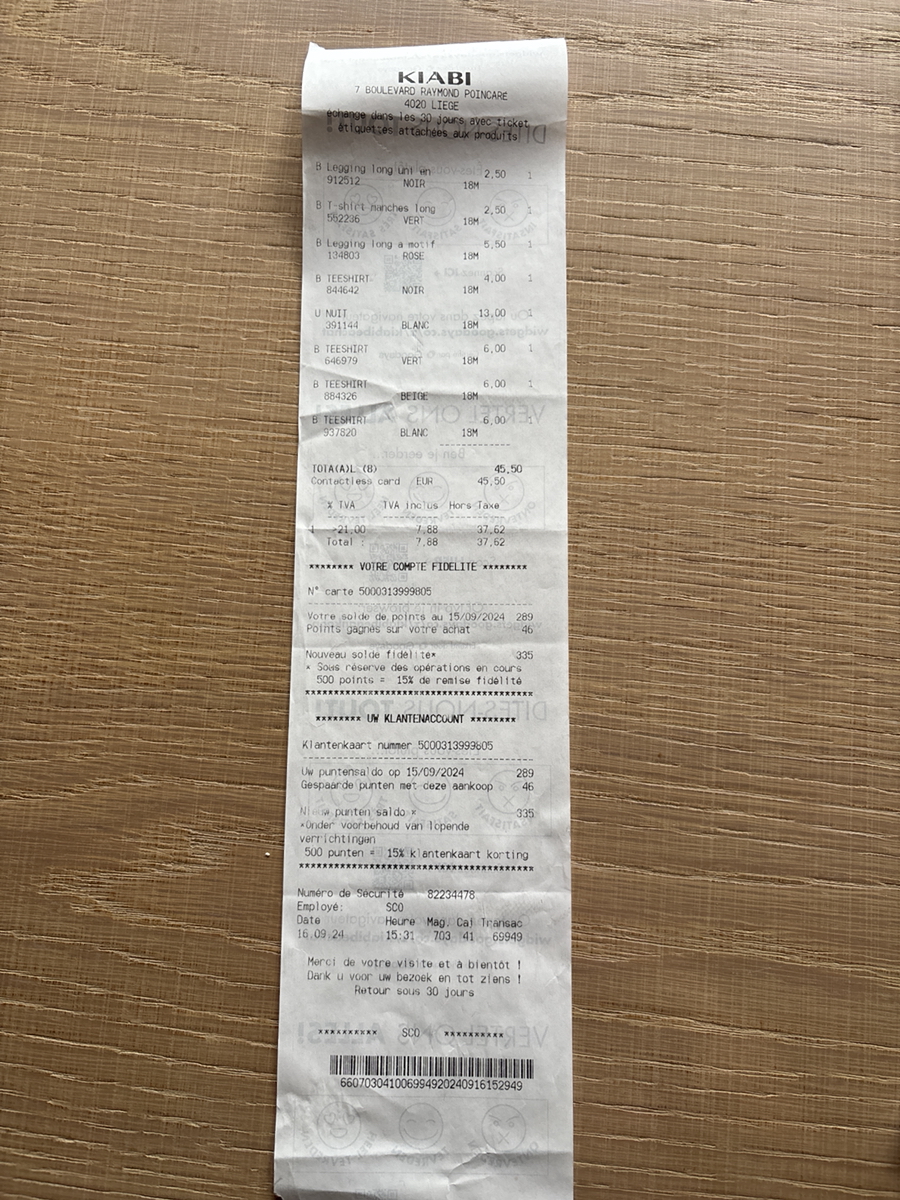 KIABI
7 BOULEVARD RAYMOND POINCARE
4020 LIEGE
échange dans les 30 jours avec ticket
étiquettes attachées aux produits
B Legging long uni en 2,50 1
912512 NOIR 18M
B T-shirt manches long 2,50 1
552236 VERT 18M
B Legging long a motif 5,50 1
134803 ROSE 18M
B TEESHIRT 4,00 1
844642 NOIR 18M
U NUIT 13,00 1
391144 BLANC 18M
B TEESHIRT 6,00 1
646979 VERT 18M
B TEESHIRT 6,00 1
884326 BEIGE 18M
B TEESHIRT 6,00 1
937820 BLANC 18M
TOTA(A)L (8) 45,50
Contactless card EUR 45,50
% TVA TVA inclus Hors Taxe
1 21,00 7,88 37,62
Total : 7,88 37,62
******** VOTRE COMPTE FIDELITE ********
N° carte 5000313999805
Votre solde de points au 15/09/2024 289
Points gagnés sur votre achat 46
Nouveau solde fidélité* 335
* Sous réserve des opérations en cours
500 points = 15% de remise fidélité
******** UW KLANTENACCOUNT ********
Klantenkaart nummer 5000313999805
Uw puntensaldo op 15/09/2024 289
Gespaarde punten met deze aankoop 46
Nieuw punten saldo * 335
*Onder voorbehoud van lopende
verrichtingen
500 punten = 15% klantenkaart korting
Numéro de Sécurité 82234478
Employé: SCO
Date Heure Mag. Cai Transac
16.09.24 15:31 703 41 69949
Merci de votre visite et à bientôt !
Dank u voor uw bezoek en tot ziens !
Retour sous 30 jours
********** SCO **********
660703041006994920240916152949